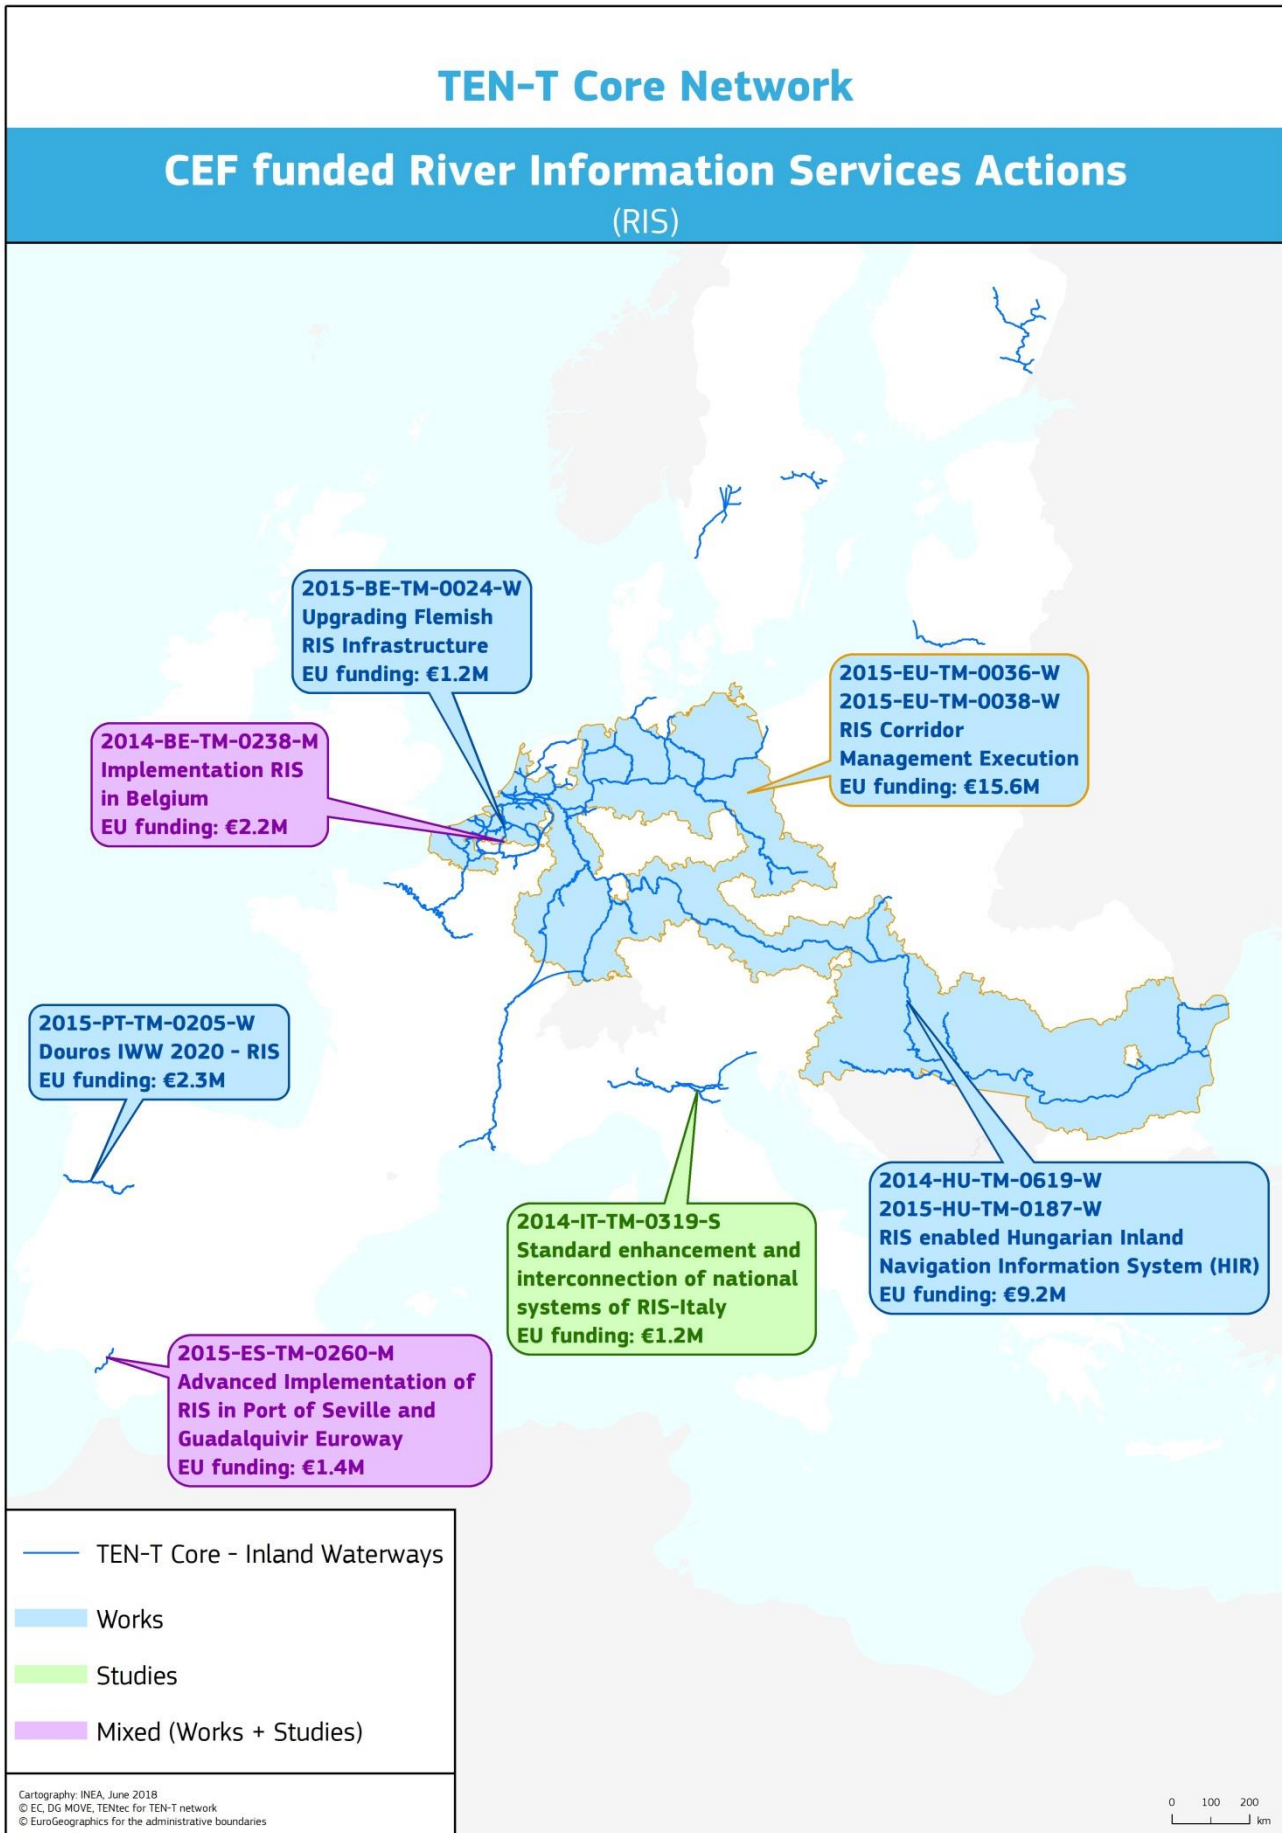 TEN-T Core Network
CEF funded River Information Services Actions
(RIS)
2015-BE-TM-0024-W
Upgrading Flemish
RIS Infrastructure
EU funding: €1.2M
2015-EU-TM-0036-W
2015-EU-TM-0038-W
RIS Corridor
Management Execution
EU funding: €15.6M
2014-BE-TM-0238-M
Implementation RIS
in Belgium
EU funding: €2.2M
2015-PT-TM-0205-W
Douros IWW 2020 - RIS
EU funding: €2.3M
2014-HU-TM-0619-W
2015-HU-TM-0187-W
RIS enabled Hungarian Inland
Navigation Information System (HIR)
EU funding: €9.2M
2014-IT-TM-0319-S
Standard enhancement and
interconnection of national
systems of RIS-Italy
EU funding: €1.2M
2015-ES-TM-0260-M
Advanced Implementation of
RIS in Port of Seville and
Guadalquivir Euroway
EU funding: €1.4M
TEN-T Core - Inland Waterways
Works
Studies
Mixed (Works + Studies)
Cartography: INEA, June 2018
© EC, DG MOVE, TENtec for TEN-T network
© EuroGeographics for the administrative boundaries
0 100 200
km